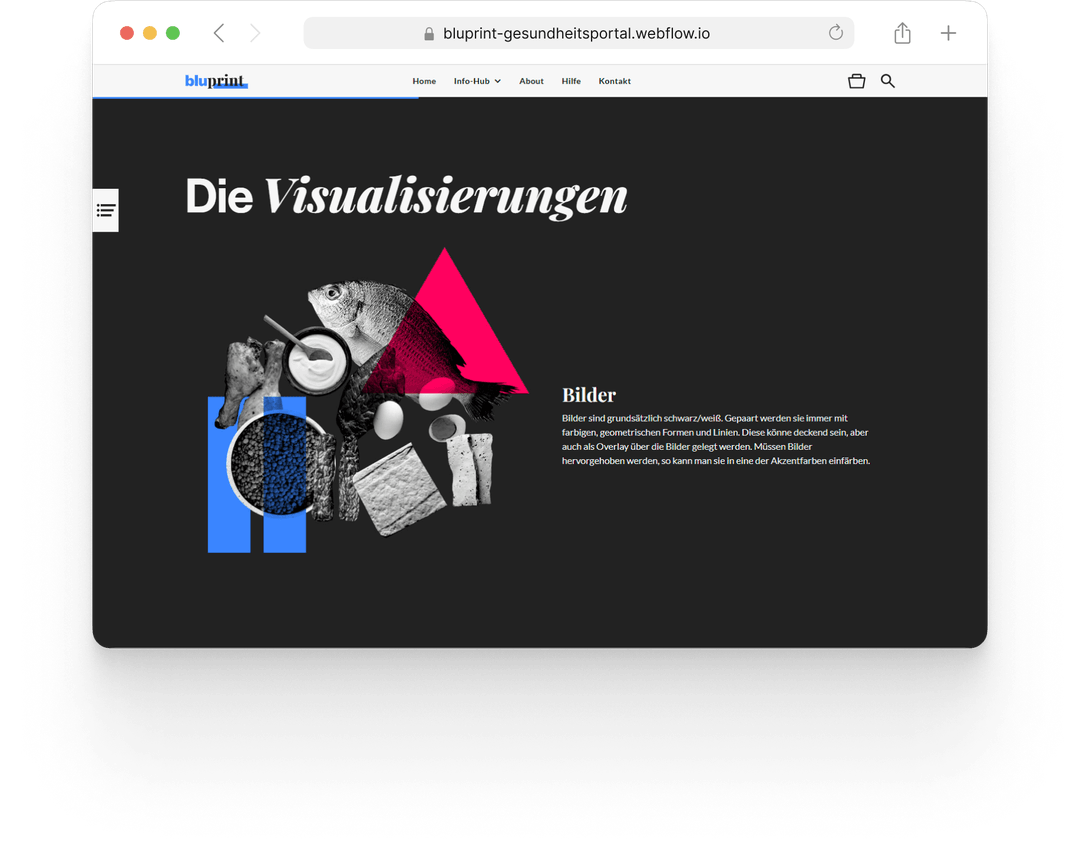 bluprint-gesundheitsportal.webflow.io
bluprint
Home Info-Hub About Hilfe Kontakt
Die Visualisierungen
Bilder
Bilder sind grundsätzlich schwarz/weiß. Gepaart werden sie immer mit
farbigen, geometrischen Formen und Linien. Diese könne deckend sein, aber
auch als Overlay über die Bilder gelegt werden. Müssen Bilder
hervorgehoben werden, so kann man sie in eine der Akzentfarben einfärben.